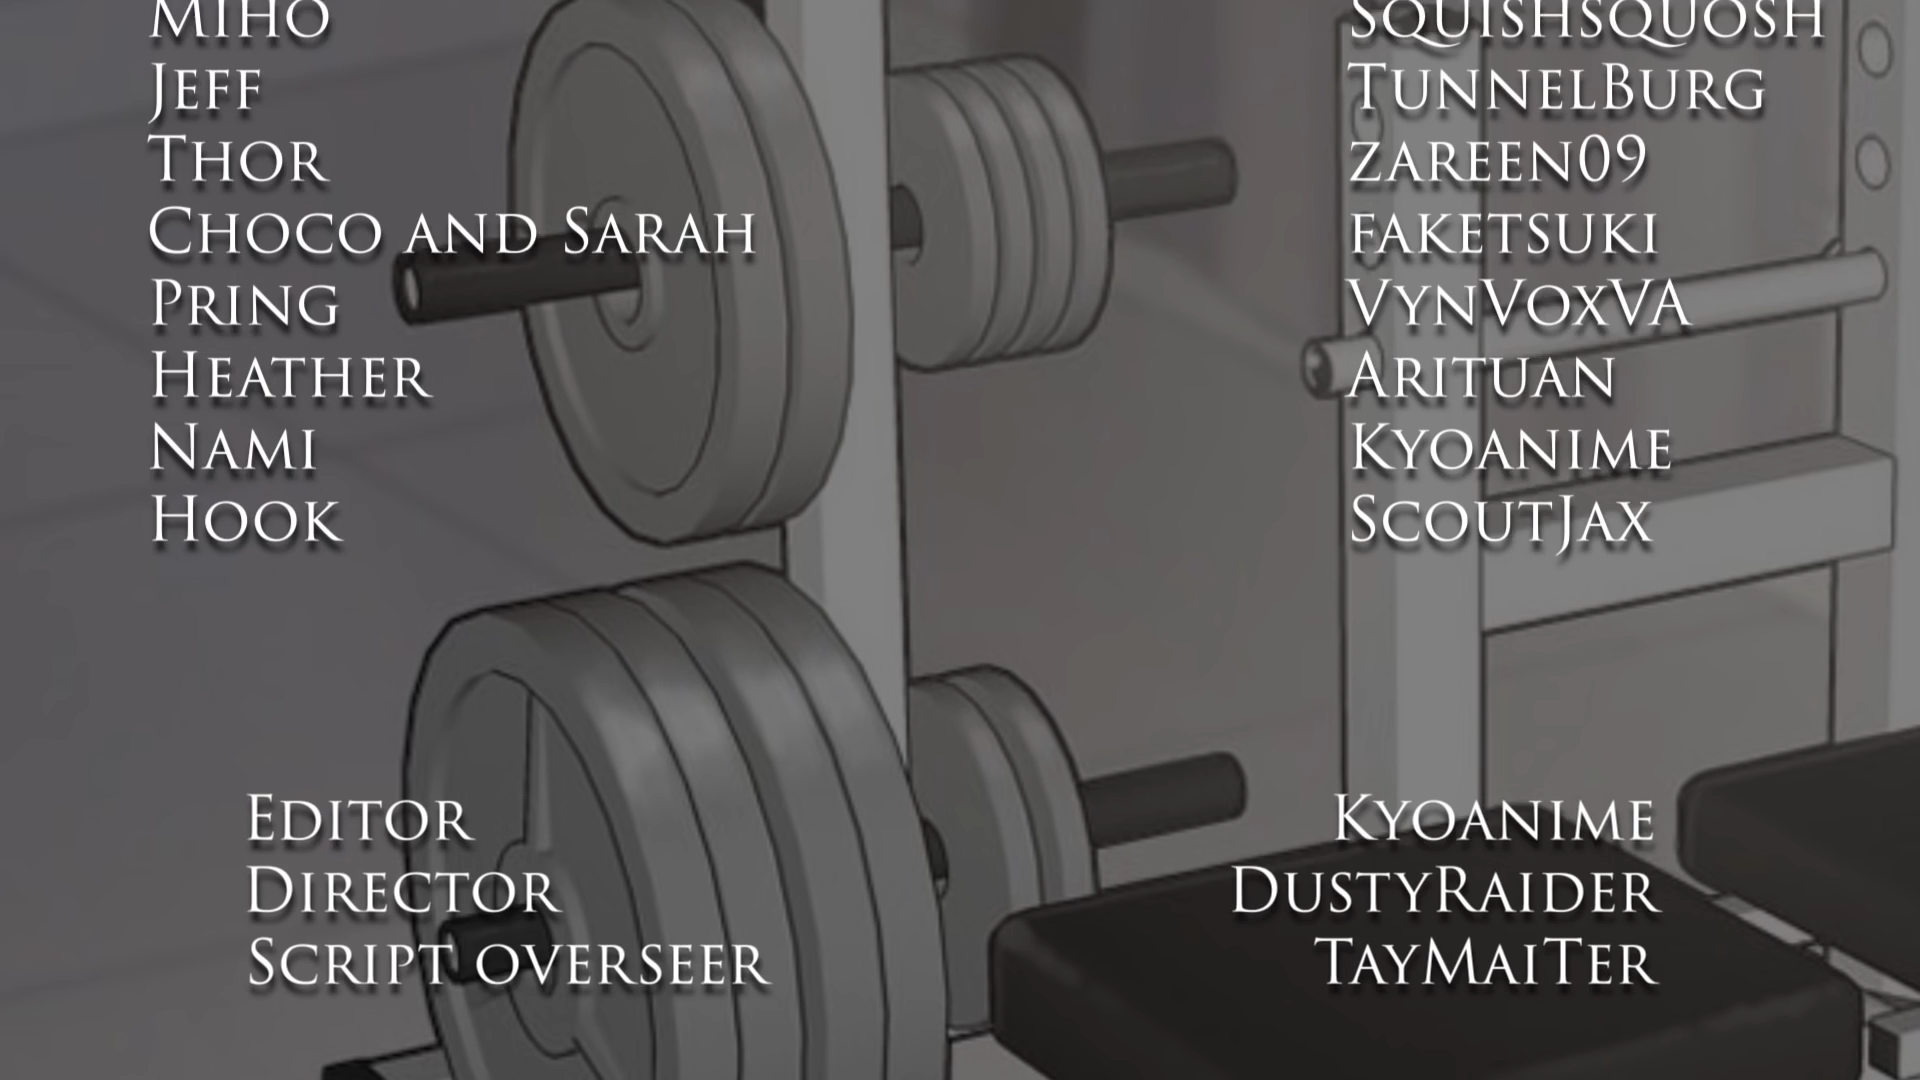 Miho SquishSquosh
Jeff TunnelBurg
Thor zareen09
Choco and Sarah faketsuki
Pring VynVoxVA
Heather Arituan
Nami Kyoanime
Hook ScoutJax
Editor Kyoanime
Director DustyRaider
Script overseer TayMaiTer